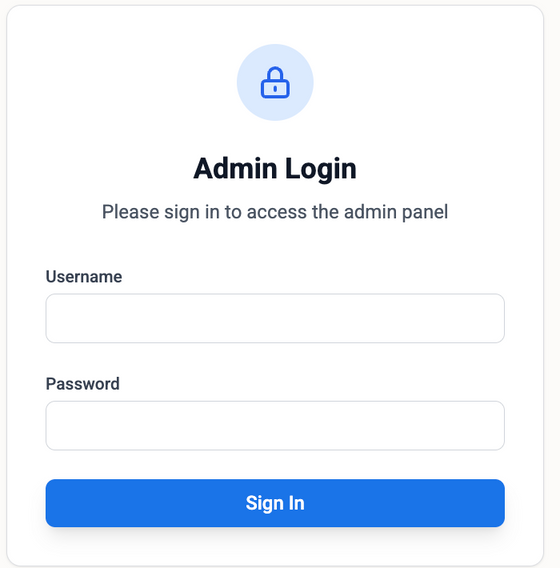 Admin Login
Please sign in to access the admin panel
Username
Password
Sign In